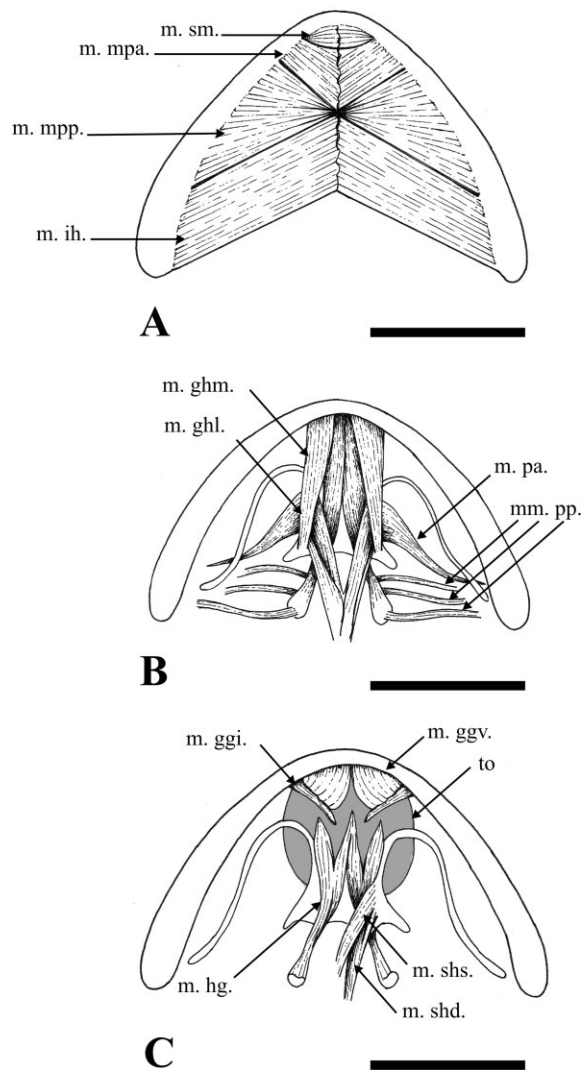 m. sm.
m. mpa.
m. mpp.
m. ih.
A
m. ghm.
m. ghl.
m. pa.
mm. pp.
B
m. ggi.
m. ggv.
to
m. hg.
m. shs.
m. shd.
C